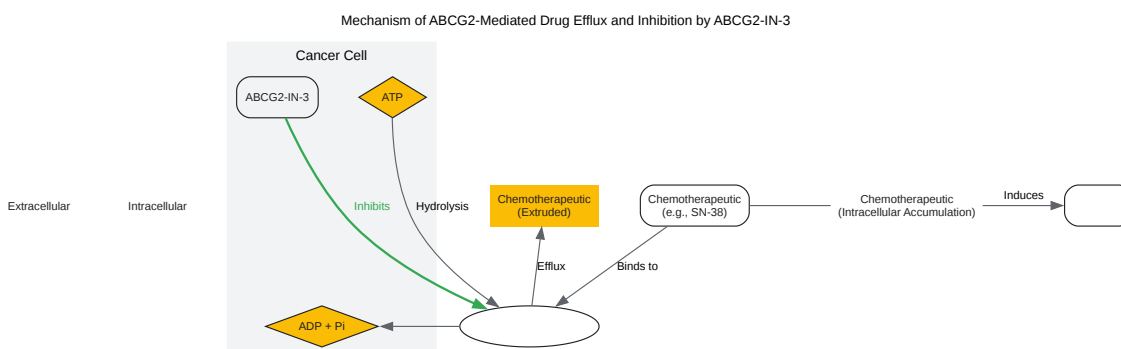 Mechanism of ABCG2-Mediated Drug Efflux and Inhibition by ABCG2-IN-3
Cancer Cell
ABCG2-IN-3
ATP
Extracellular
Intracellular
Inhibits
Hydrolysis
Chemotherapeutic
(Extruded)
Chemotherapeutic
(e.g., SN-38)
Chemotherapeutic
(Intracellular Accumulation)
Induces
Efflux
Binds to
ADP + Pi